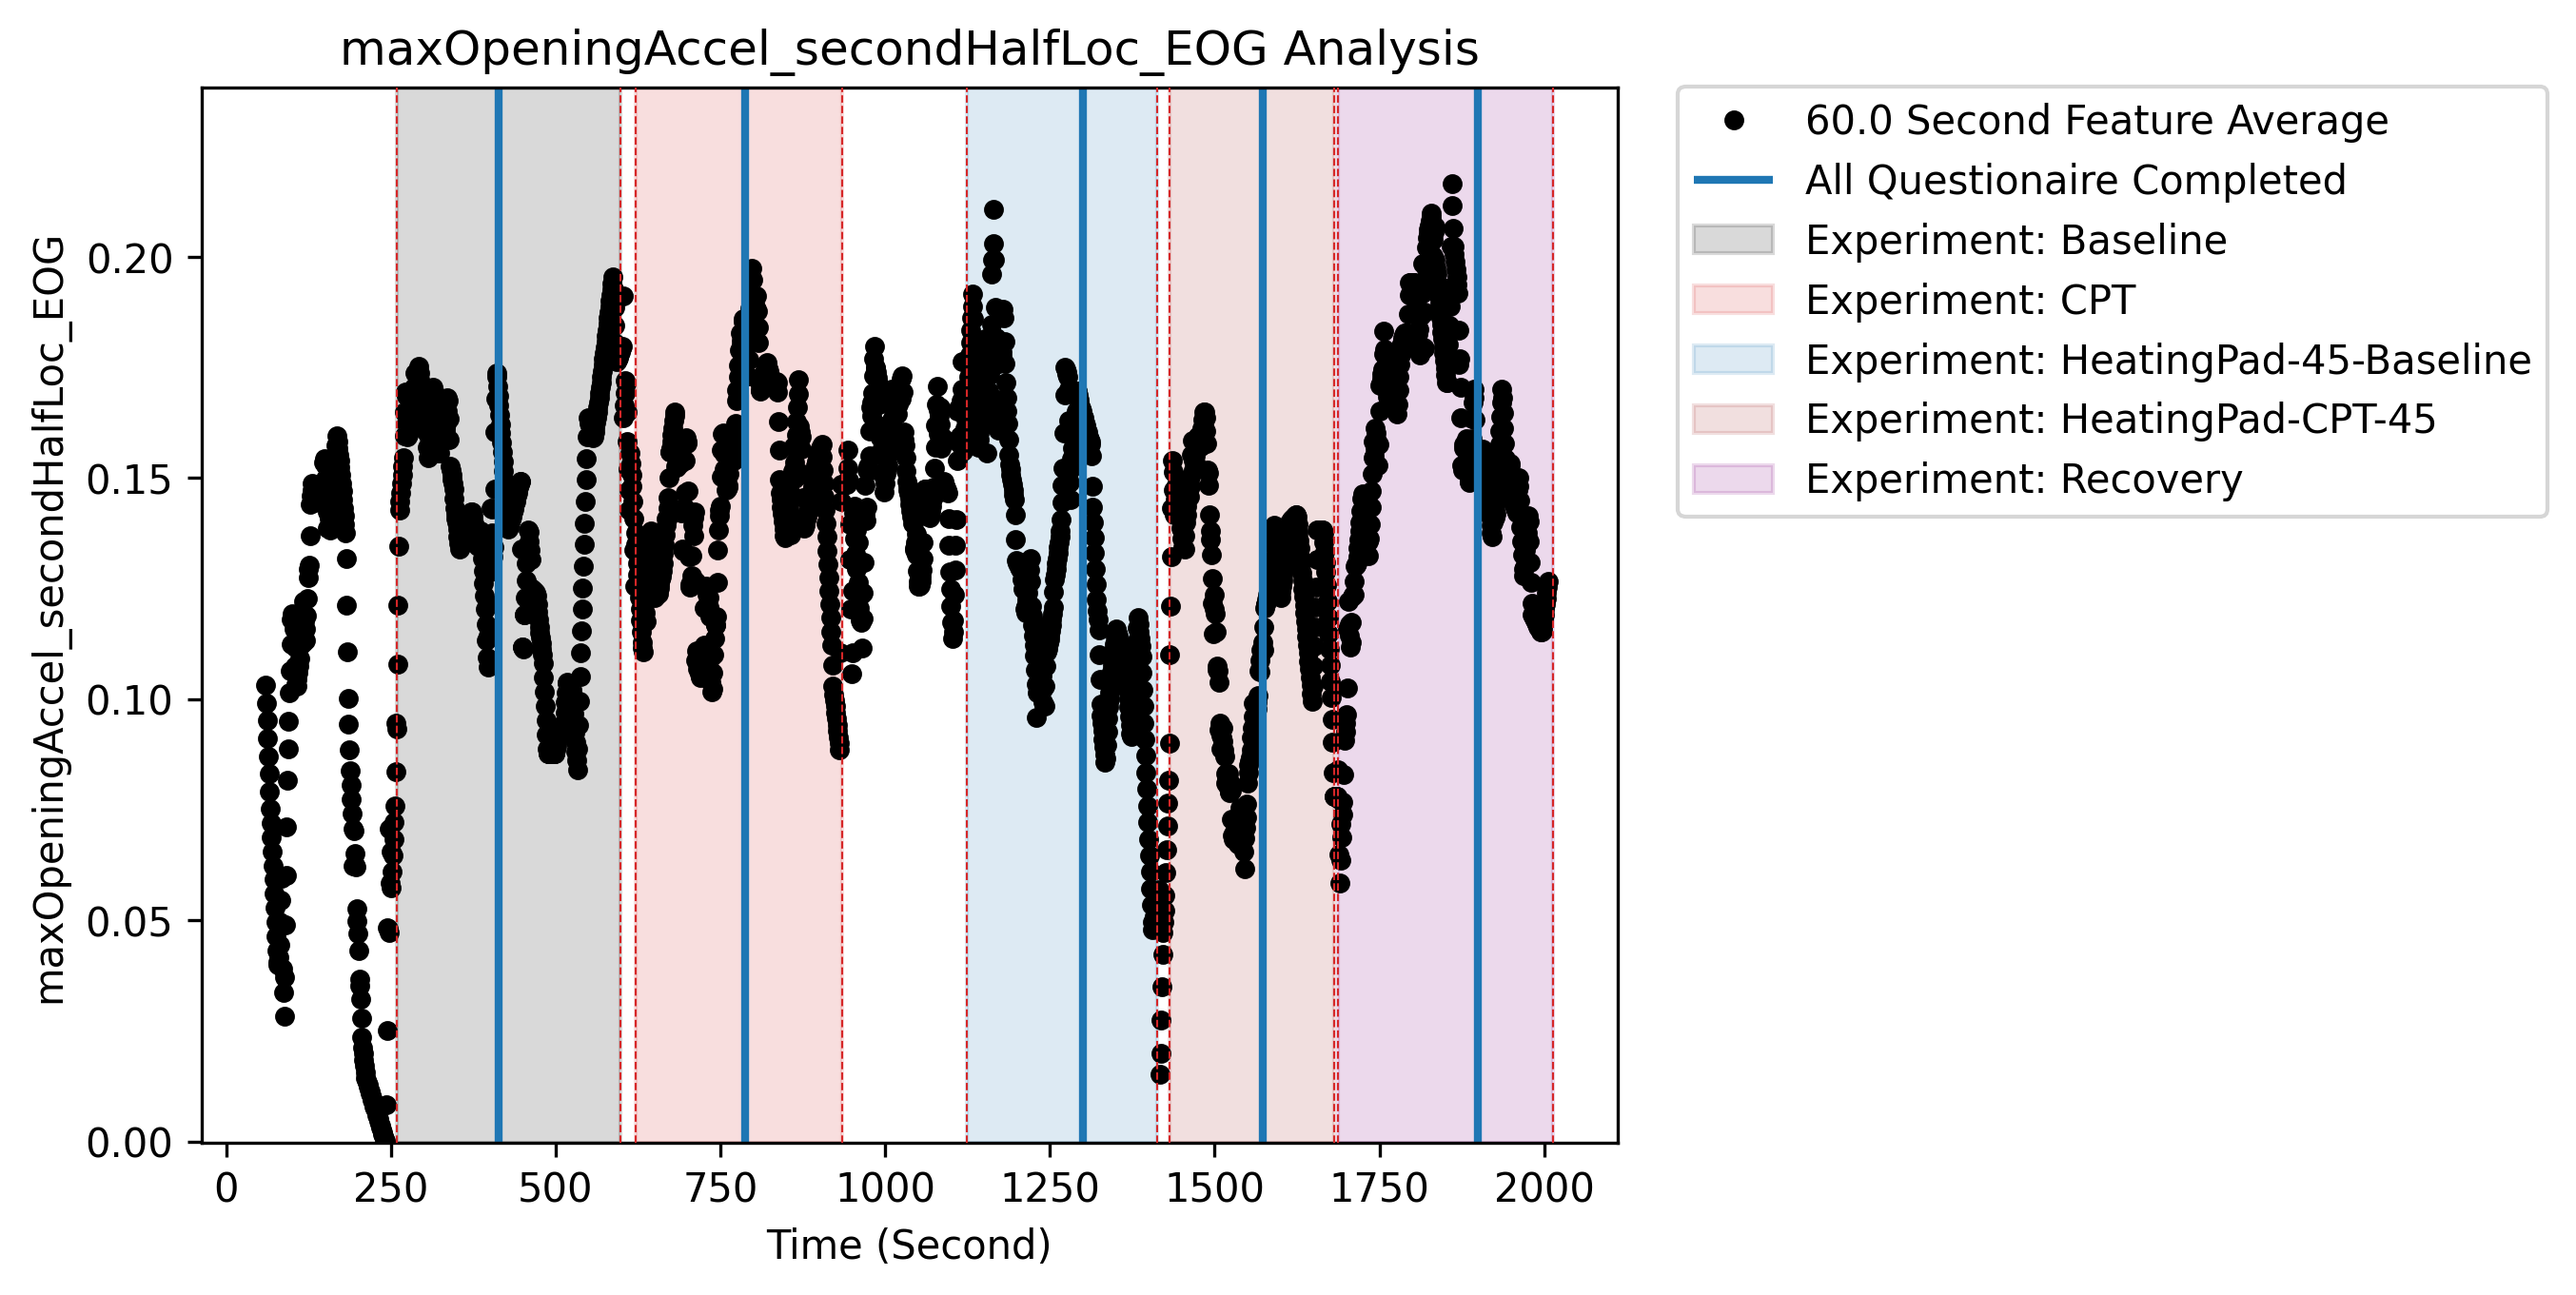 maxOpeningAccel_secondHalfLoc_EOG Analysis
maxOpeningAccel_secondHalfLoc_EOG
0.20
0.15
0.10
0.05
0.00
0 250 500 750 1000 1250 1500 1750 2000
Time (Second)
60.0 Second Feature Average
All Questionaire Completed
Experiment: Baseline
Experiment: CPT
Experiment: HeatingPad-45-Baseline
Experiment: HeatingPad-CPT-45
Experiment: Recovery